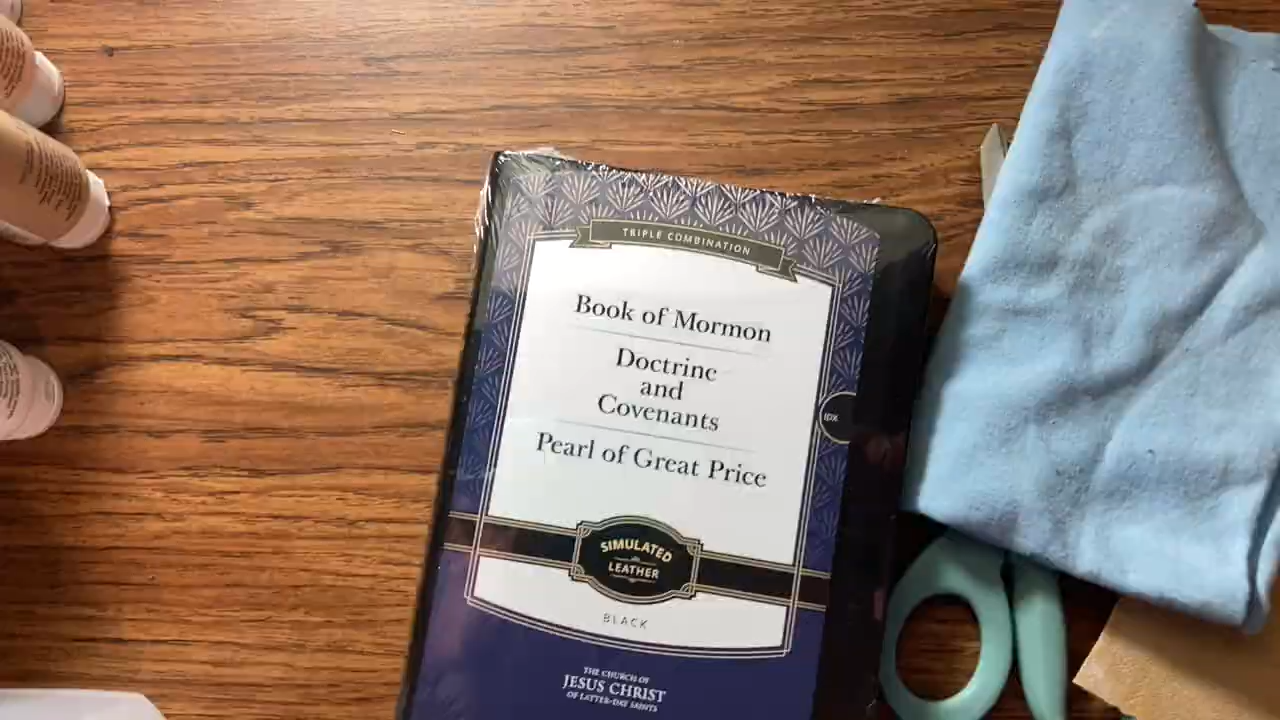 TRIPLE COMBINATION
Book of Mormon
Doctrine
and
Covenants
Pearl of Great Price
IDX
SIMULATED
LEATHER
BLACK
THE CHURCH OF
JESUS CHRIST
OF LATTER-DAY SAINTS